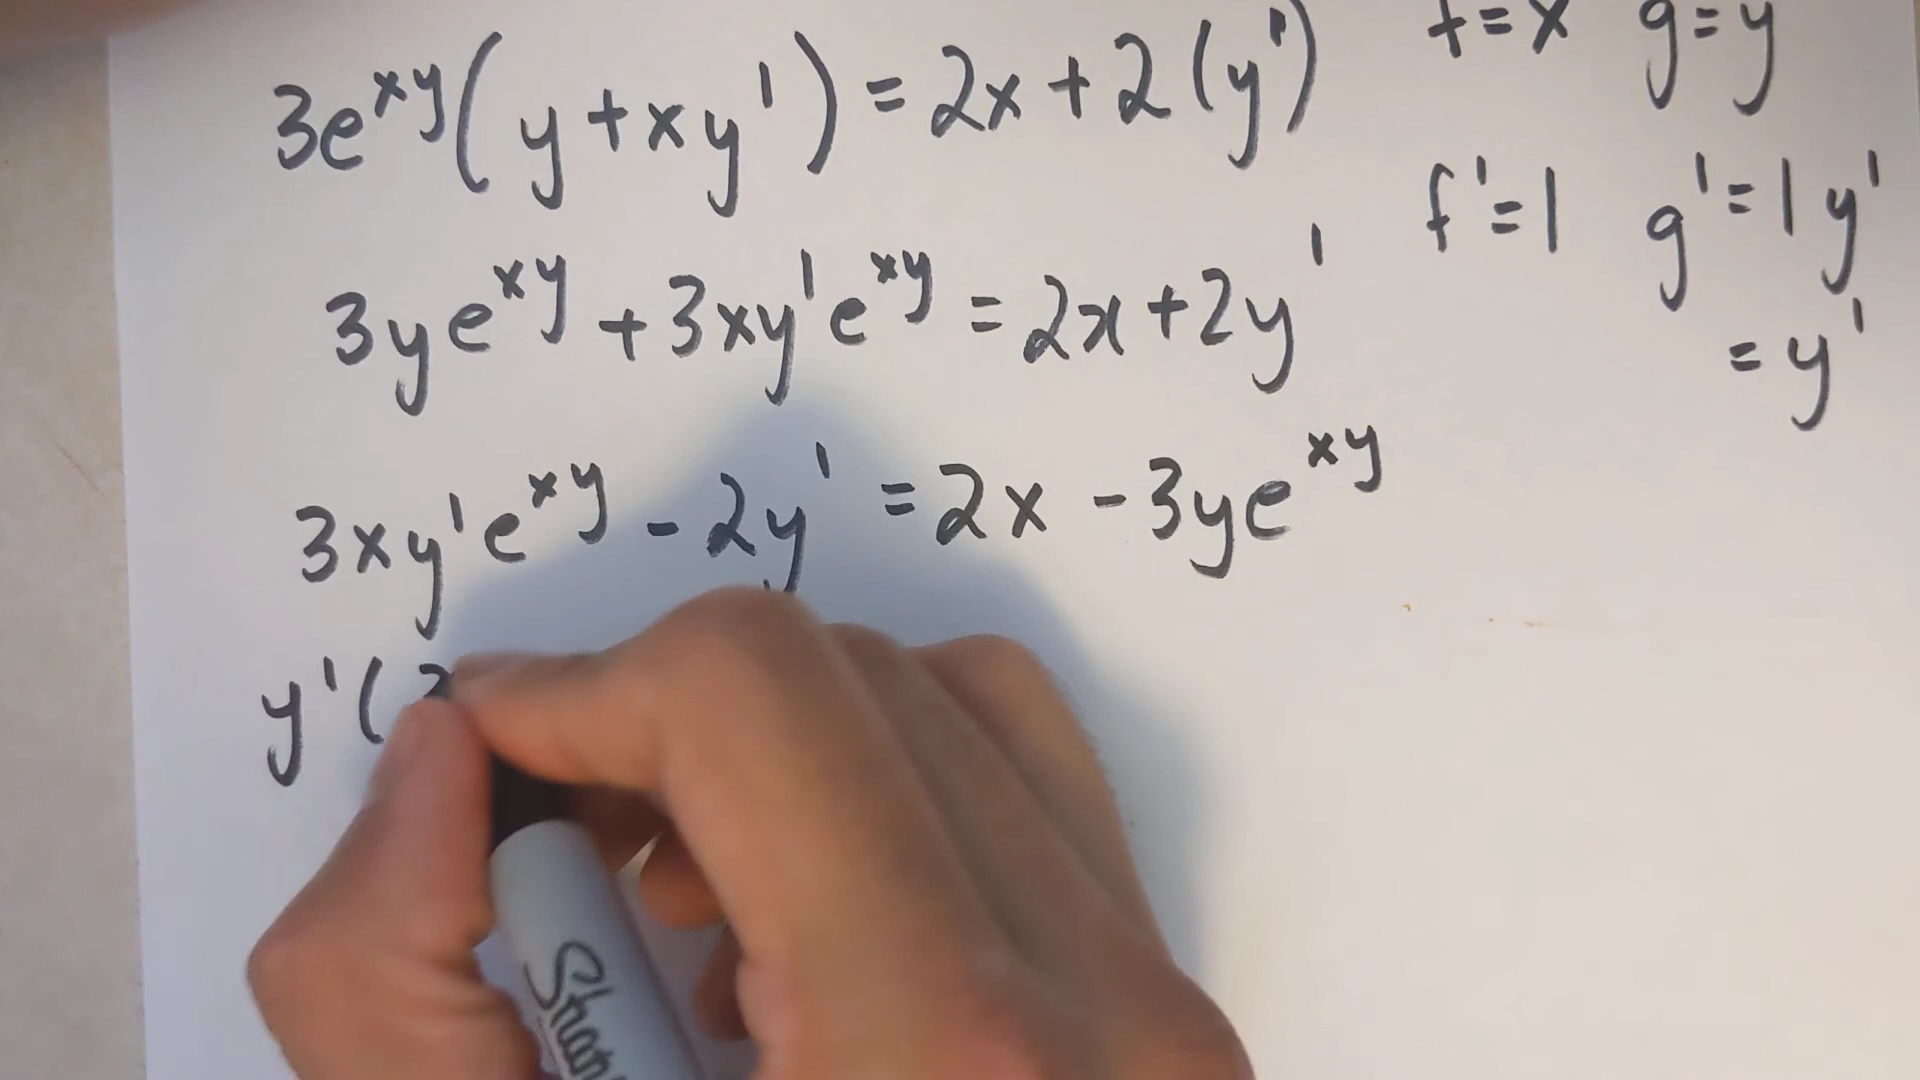 3e^{xy}(y+xy')=2x+2(y')
3ye^{xy}+3xy'e^{xy}=2x+2y'
3xy'e^{xy}-2y'=2x-3ye^{xy}
y'(
f=x g=y
f'=1 g'=1y'
=y'